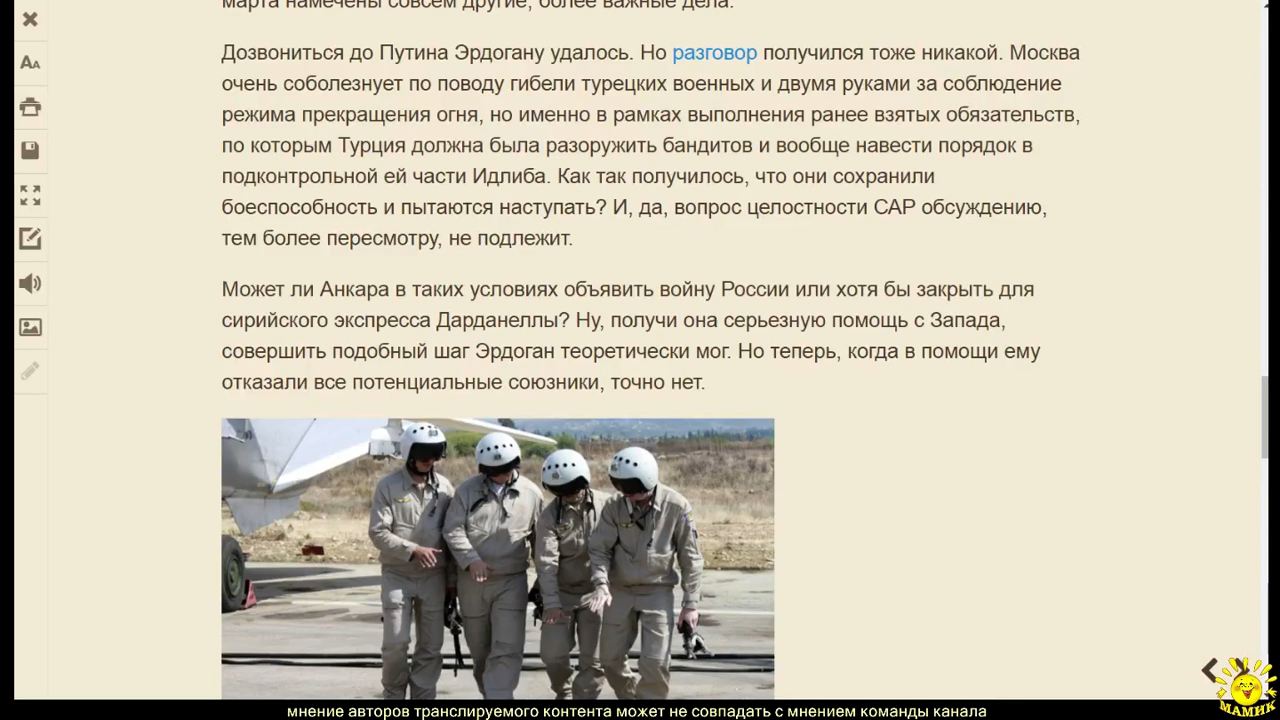 марта намечены совсем другие, более важные дела.
Дозвониться до Путина Эрдогану удалось. Но разговор получился тоже никакой. Москва
очень соболезнует по поводу гибели турецких военных и двумя руками за соблюдение
режима прекращения огня, но именно в рамках выполнения ранее взятых обязательств,
по которым Турция должна была разоружить бандитов и вообще навести порядок в
подконтрольной ей части Идлиба. Как так получилось, что они сохранили
боеспособность и пытаются наступать? И, да, вопрос целостности САР обсуждению,
тем более пересмотру, не подлежит.
Может ли Анкара в таких условиях объявить войну России или хотя бы закрыть для
сирийского экспресса Дарданеллы? Ну, получи она серьезную помощь с Запада,
совершить подобный шаг Эрдоган теоретически мог. Но теперь, когда в помощи ему
отказали все потенциальные союзники, точно нет.
МАМИК
мнение авторов транслируемого контента может не совпадать с мнением команды канала